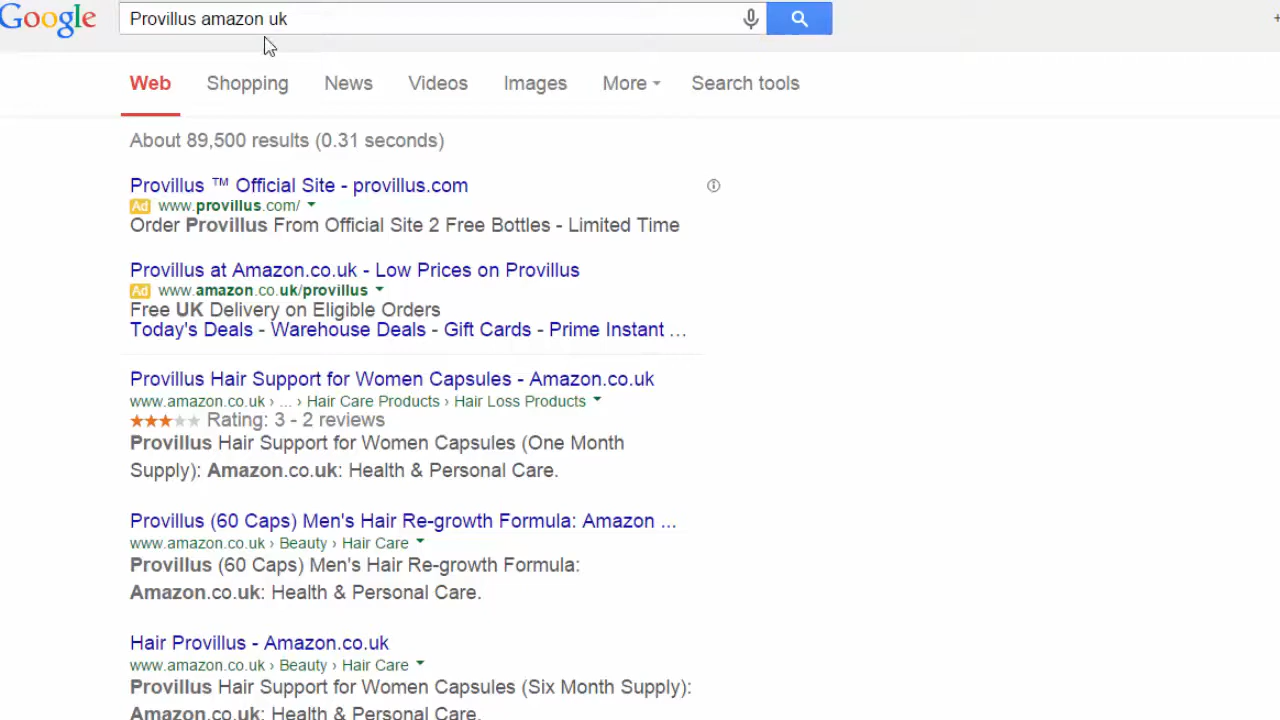 Google
Provillus amazon uk
Web Shopping News Videos Images More Search tools
About 89,500 results (0.31 seconds)
Provillus ™ Official Site - provillus.com
Ad www.provillus.com/
Order Provillus From Official Site 2 Free Bottles - Limited Time
Provillus at Amazon.co.uk - Low Prices on Provillus
Ad www.amazon.co.uk/provillus
Free UK Delivery on Eligible Orders
Today's Deals - Warehouse Deals - Gift Cards - Prime Instant ...
Provillus Hair Support for Women Capsules - Amazon.co.uk
www.amazon.co.uk › ... › Hair Care Products › Hair Loss Products
Rating: 3 - 2 reviews
Provillus Hair Support for Women Capsules (One Month
Supply): Amazon.co.uk: Health & Personal Care.
Provillus (60 Caps) Men's Hair Re-growth Formula: Amazon ...
www.amazon.co.uk › Beauty › Hair Care
Provillus (60 Caps) Men's Hair Re-growth Formula:
Amazon.co.uk: Health & Personal Care.
Hair Provillus - Amazon.co.uk
www.amazon.co.uk › Beauty › Hair Care
Provillus Hair Support for Women Capsules (Six Month Supply):
Amazon.co.uk: Health & Personal Care.